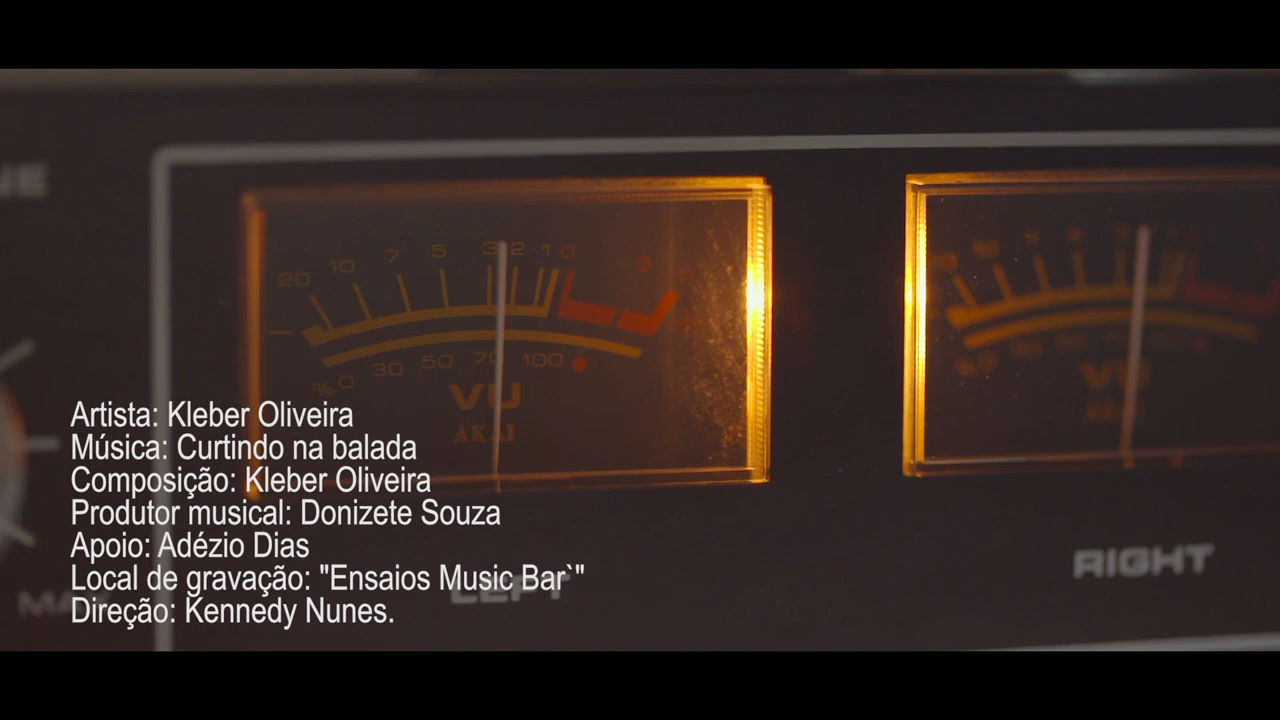 20 10 7 5 3 2 1 0 3
% 0 30 50 70 100
VU
AKAI
VU
RIGHT
LEFT
Artista: Kleber Oliveira
Música: Curtindo na balada
Composição: Kleber Oliveira
Produtor musical: Donizete Souza
Apoio: Adézio Dias
Local de gravação: "Ensaios Music Bar`"
Direção: Kennedy Nunes.